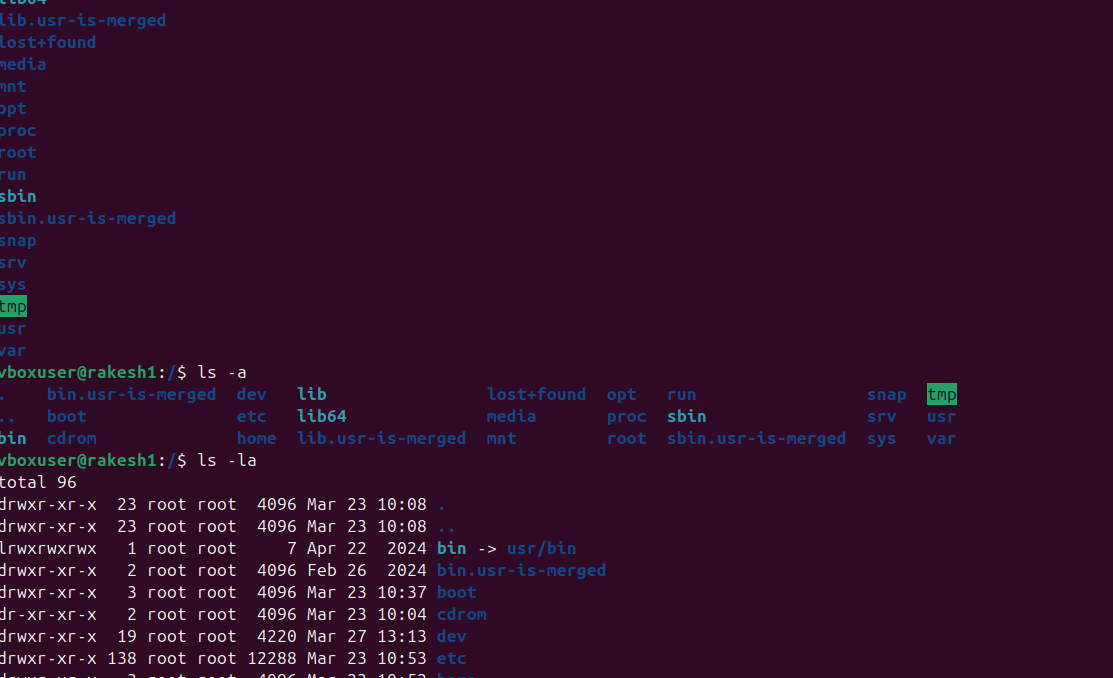 lib64
lib.usr-is-merged
lost+found
media
mnt
opt
proc
root
run
sbin
sbin.usr-is-merged
snap
srv
sys
tmp
usr
var
vboxuser@rakesh1:/$ ls -a
.    bin.usr-is-merged  dev   lib                lost+found  opt   run                snap  tmp
..   boot               etc   lib64              media       proc  sbin               srv   usr
bin  cdrom              home  lib.usr-is-merged  mnt         root  sbin.usr-is-merged  sys   var
vboxuser@rakesh1:/$ ls -la
total 96
drwxr-xr-x  23 root root  4096 Mar 23 10:08 .
drwxr-xr-x  23 root root  4096 Mar 23 10:08 ..
lrwxrwxrwx   1 root root     7 Apr 22  2024 bin -> usr/bin
drwxr-xr-x   2 root root  4096 Feb 26  2024 bin.usr-is-merged
drwxr-xr-x   3 root root  4096 Mar 23 10:37 boot
dr-xr-xr-x   2 root root  4096 Mar 23 10:04 cdrom
drwxr-xr-x  19 root root  4220 Mar 27 13:13 dev
drwxr-xr-x 138 root root 12288 Mar 23 10:53 etc